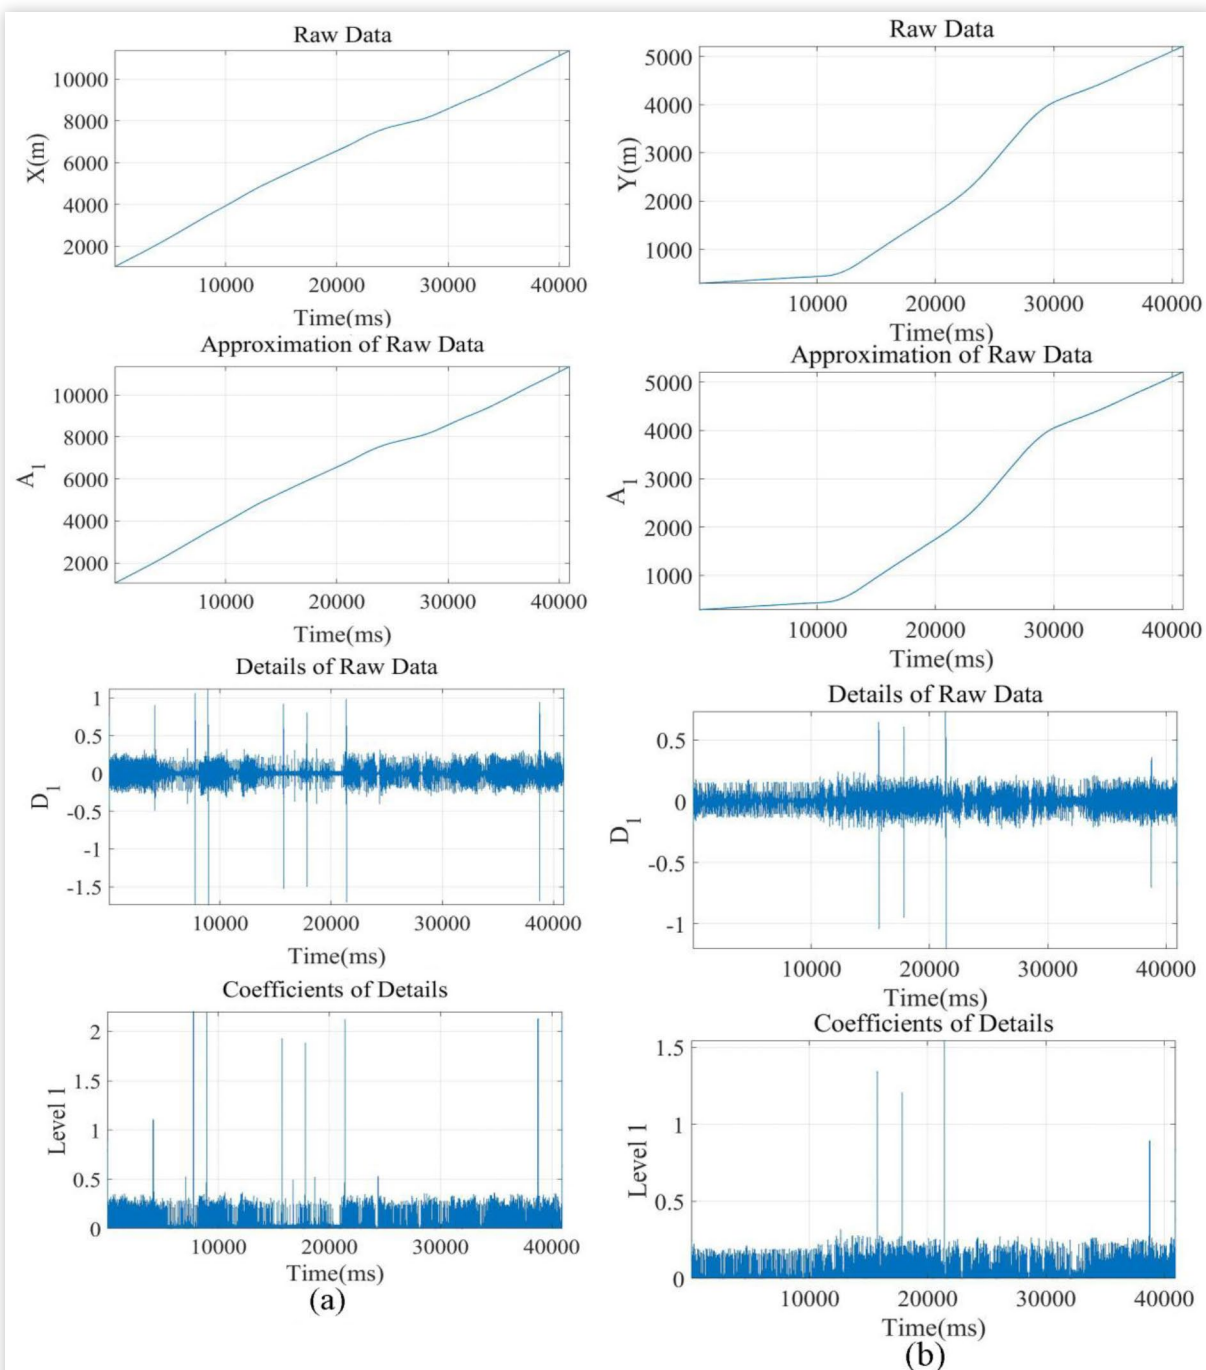 Raw Data
10000
8000
6000
4000
2000
X(m)
10000 20000 30000 40000
Time(ms)
Approximation of Raw Data
10000
8000
6000
4000
2000
A1
10000 20000 30000 40000
Time(ms)
Details of Raw Data
1
0.5
0
-0.5
-1
-1.5
D1
10000 20000 30000 40000
Time(ms)
Coefficients of Details
2
1.5
1
0.5
0
Level 1
10000 20000 30000 40000
Time(ms)
(a)
Raw Data
5000
4000
3000
2000
1000
Y(m)
10000 20000 30000 40000
Time(ms)
Approximation of Raw Data
5000
4000
3000
2000
1000
A1
10000 20000 30000 40000
Time(ms)
Details of Raw Data
0.5
0
-0.5
-1
D1
10000 20000 30000 40000
Time(ms)
Coefficients of Details
1.5
1
0.5
0
Level 1
10000 20000 30000 40000
Time(ms)
(b)